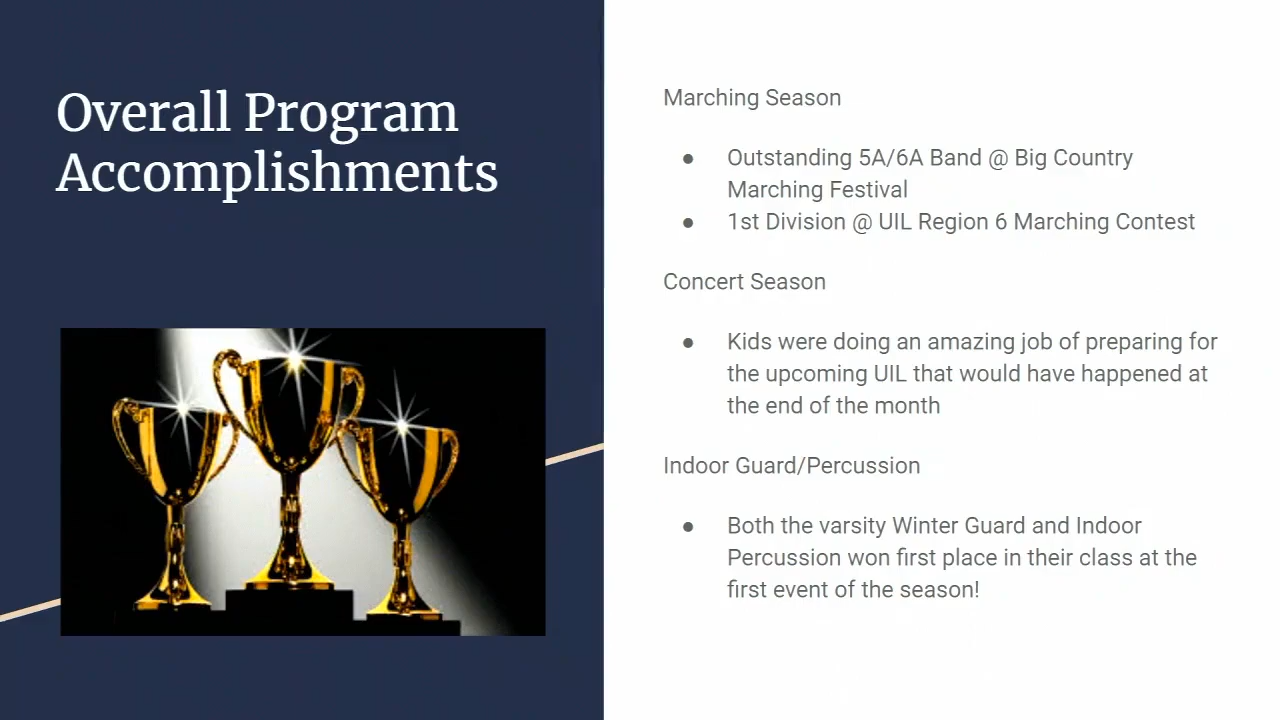 Overall Program
Accomplishments
Marching Season
● Outstanding 5A/6A Band @ Big Country
Marching Festival
● 1st Division @ UIL Region 6 Marching Contest
Concert Season
● Kids were doing an amazing job of preparing for
the upcoming UIL that would have happened at
the end of the month
Indoor Guard/Percussion
● Both the varsity Winter Guard and Indoor
Percussion won first place in their class at the
first event of the season!